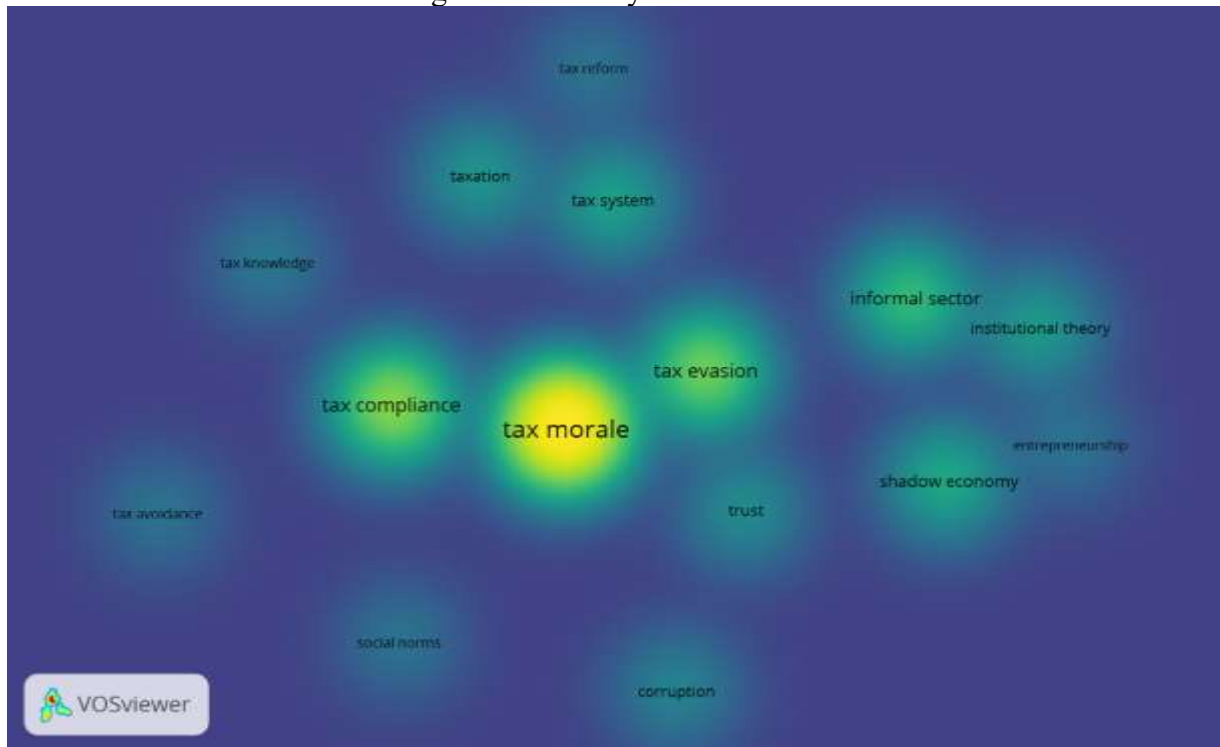 tax reform
taxation
tax system
tax knowledge
informal sector
institutional theory
tax evasion
tax compliance
tax morale
entrepreneurship
shadow economy
trust
tax avoidance
social norms
corruption
VOSviewer